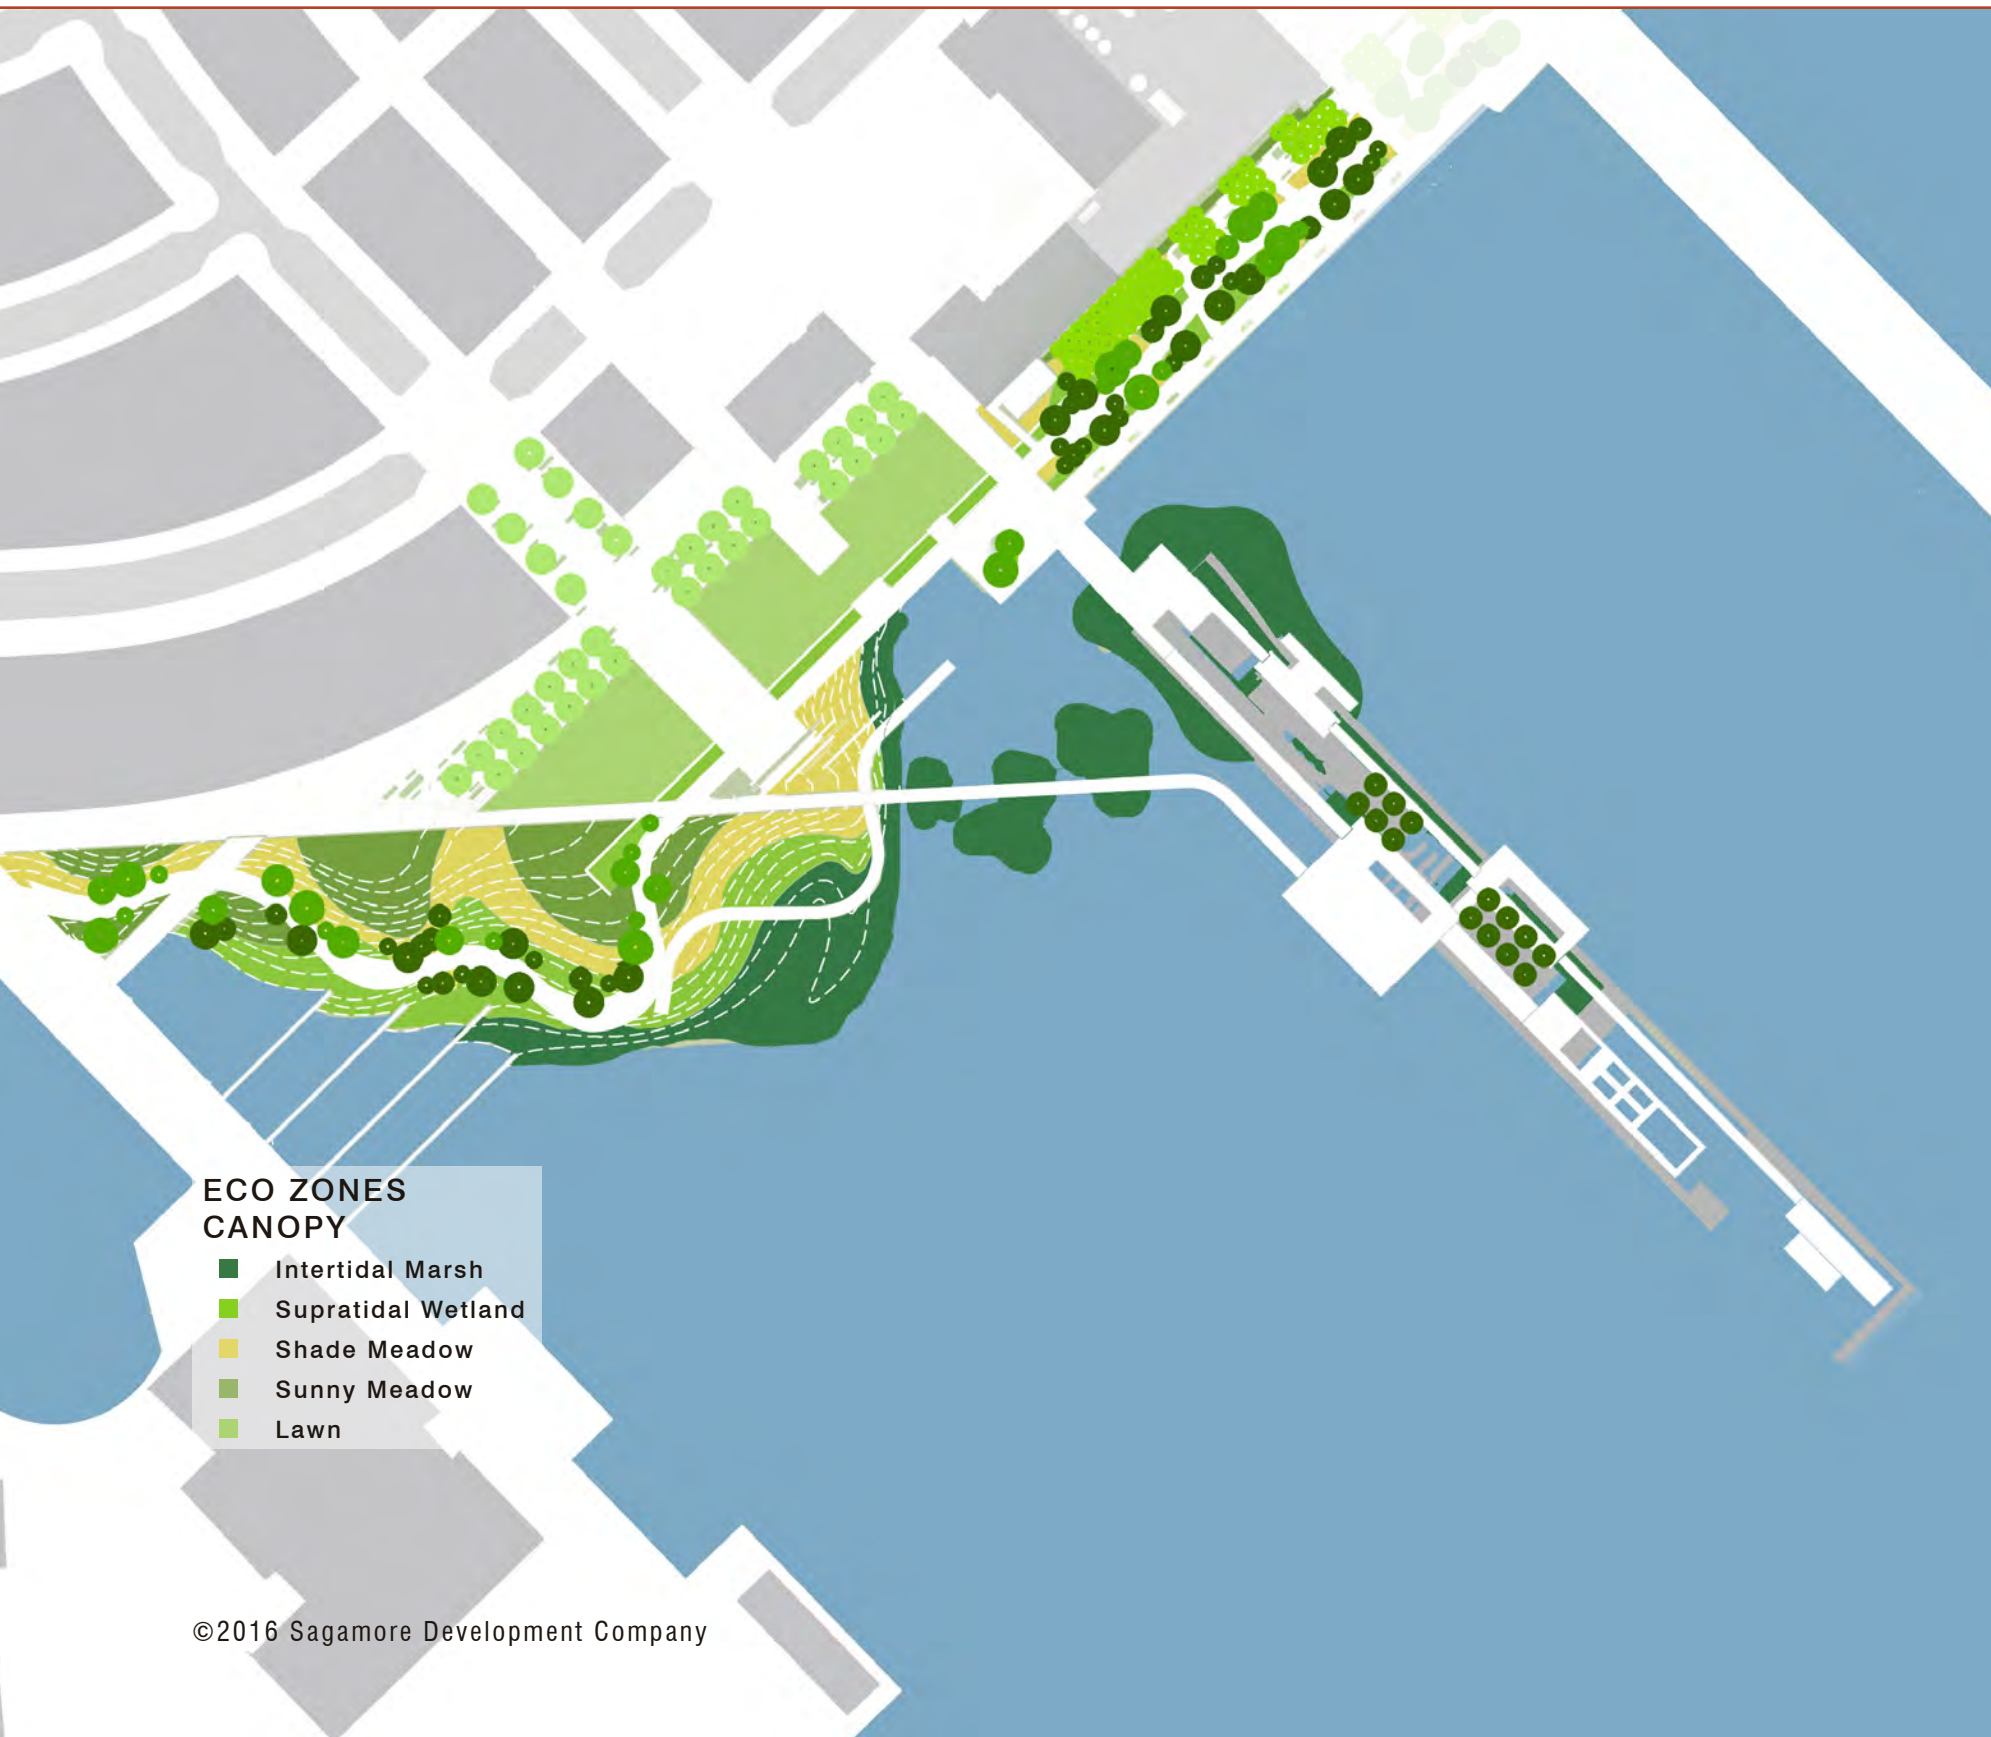 ECO ZONES
CANOPY
Intertidal Marsh
Supratidal Wetland
Shade Meadow
Sunny Meadow
Lawn
©2016 Sagamore Development Company